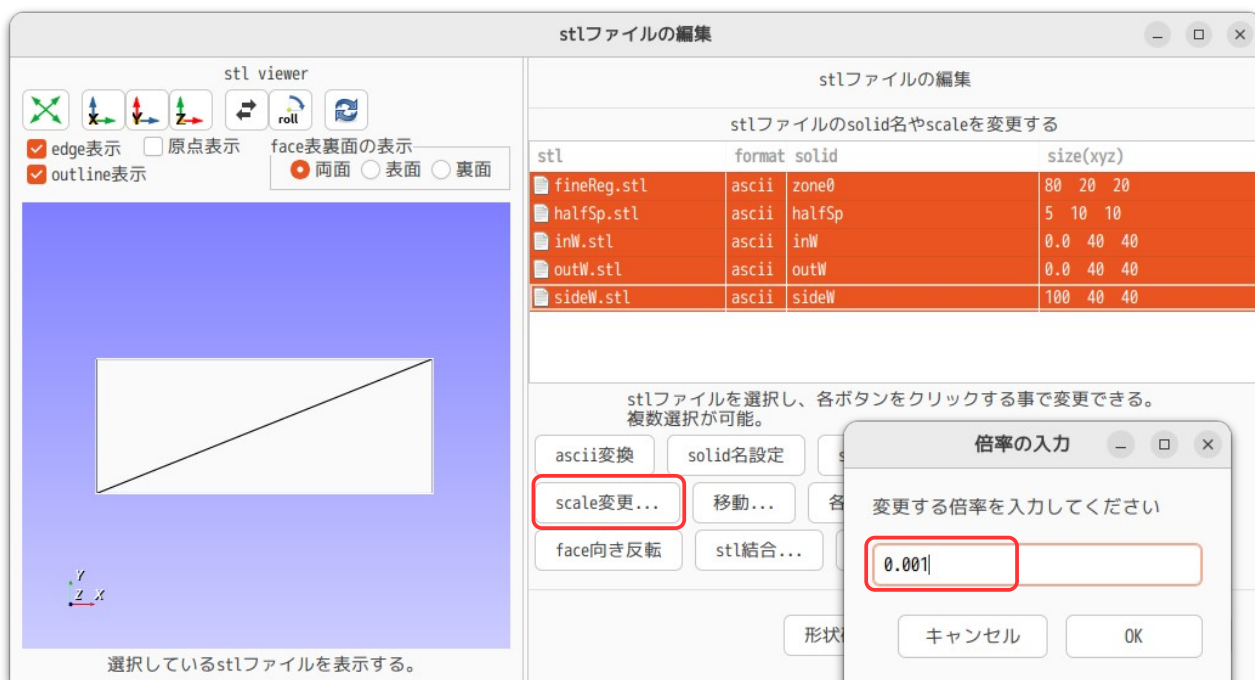 stlファイルの編集
stl viewer
X Y Z roll
edge表示 原点表示 face表裏面の表示
outline表示 両面 表面 裏面
Y
Z X
選択しているstlファイルを表示する。
stlファイルの編集
stlファイルのsolid名やscaleを変更する
stl format solid size(xyz)
fineReg.stl ascii zone0 80 20 20
halfSp.stl ascii halfSp 5 10 10
inW.stl ascii inW 0.0 40 40
outW.stl ascii outW 0.0 40 40
sideW.stl ascii sideW 100 40 40
stlファイルを選択し、各ボタンをクリックする事で変更できる。
複数選択が可能。
ascii変換 solid名設定 s
scale変更... 移動... 各
face向き反転 stl結合...
形状
倍率の入力
変更する倍率を入力してください
0.001
キャンセル OK